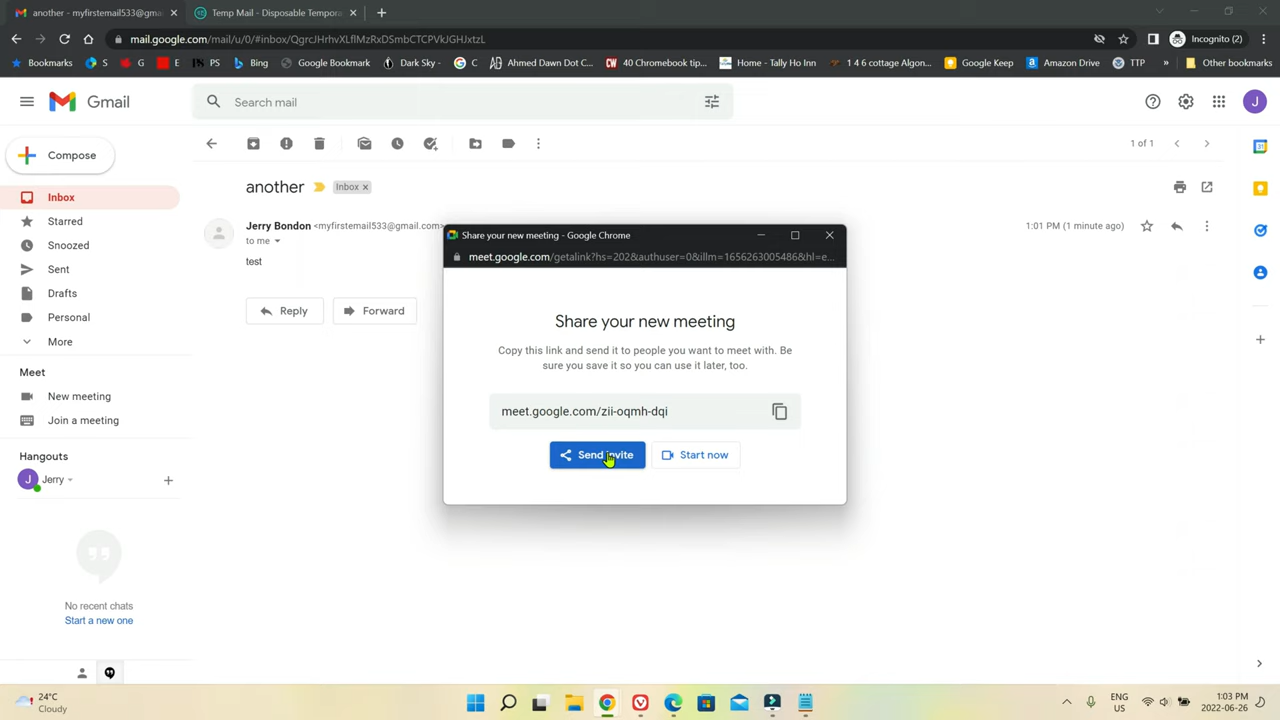 another - myfirstemail533@gmail
Temp Mail - Disposable Tempora
mail.google.com/mail/u/0/#inbox/QgrcJHrhvXLflMzRxDSmbCTCPVkJGHJxtzL
Incognito (2)
Bookmarks
S
G
E
PS
Bing
Google Bookmark
Dark Sky -
C
Ahmed Dawn Dot C...
40 Chromebook tip...
Home - Tally Ho Inn
1 4 6 cottage Algon...
Google Keep
Amazon Drive
TTP
»
Other bookmarks
Gmail
Search mail
J
Compose
1 of 1
Inbox
another
Inbox x
Starred
Jerry Bondon <myfirstemail533@gmail.com>
1:01 PM (1 minute ago)
to me
Snoozed
test
Sent
Drafts
Personal
Reply
Forward
More
Share your new meeting - Google Chrome
meet.google.com/getalink?hs=202&authuser=0&illm=1656263005486&hl=e...
Share your new meeting
Copy this link and send it to people you want to meet with. Be
sure you save it so you can use it later, too.
meet.google.com/zii-oqmh-dqi
Send invite
Start now
Meet
New meeting
Join a meeting
Hangouts
J
Jerry
No recent chats
Start a new one
24°C
Cloudy
ENG
US
1:03 PM
2022-06-26